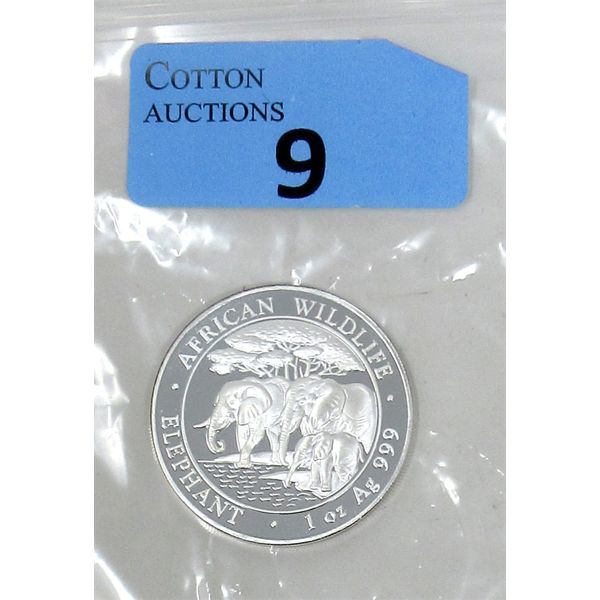 COTTON
AUCTIONS
9
· AFRICAN WILDLIFE ·
ELEPHANT · 1 oz Ag 999